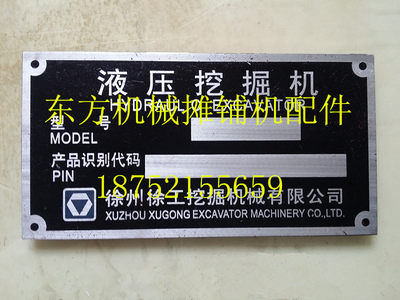 液压挖掘机
HYDRAULIC EXCAVATOR
东方机械摊铺机配件
型 号
MODEL
产品识别代码
PIN
18752155659
徐州徐工挖掘机械有限公司
XUZHOU XUGONG EXCAVATOR MACHINERY CO.,LTD.